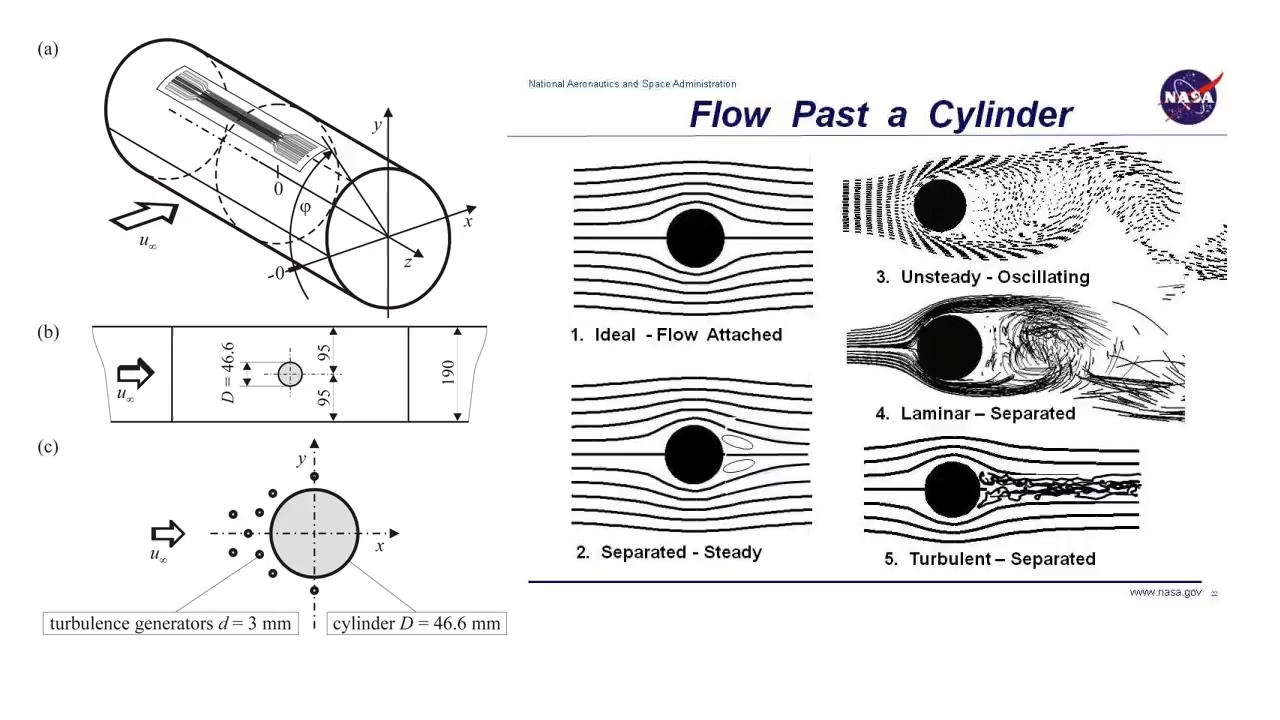 (a)
y
0
φ
x
u∞
z
-0
(b)
D = 46.6
95
95
190
u∞
(c)
y
x
u∞
turbulence generators d = 3 mm
cylinder D = 46.6 mm
National Aeronautics and Space Administration
NASA
Flow Past a Cylinder
1. Ideal - Flow Attached
2. Separated - Steady
3. Unsteady - Oscillating
4. Laminar – Separated
5. Turbulent – Separated
www.nasa.gov